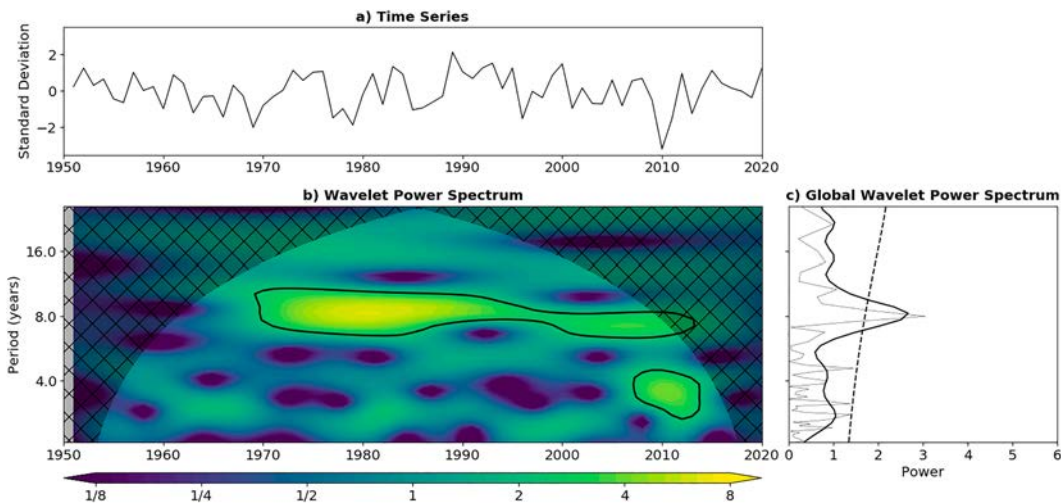 a) Time Series
Standard Deviation
2
0
−2
1950 1960 1970 1980 1990 2000 2010 2020
b) Wavelet Power Spectrum
c) Global Wavelet Power Spectrum
Period (years)
16.0
8.0
4.0
1950 1960 1970 1980 1990 2000 2010 2020
0 1 2 3 4 5 6
Power
1/8 1/4 1/2 1 2 4 8